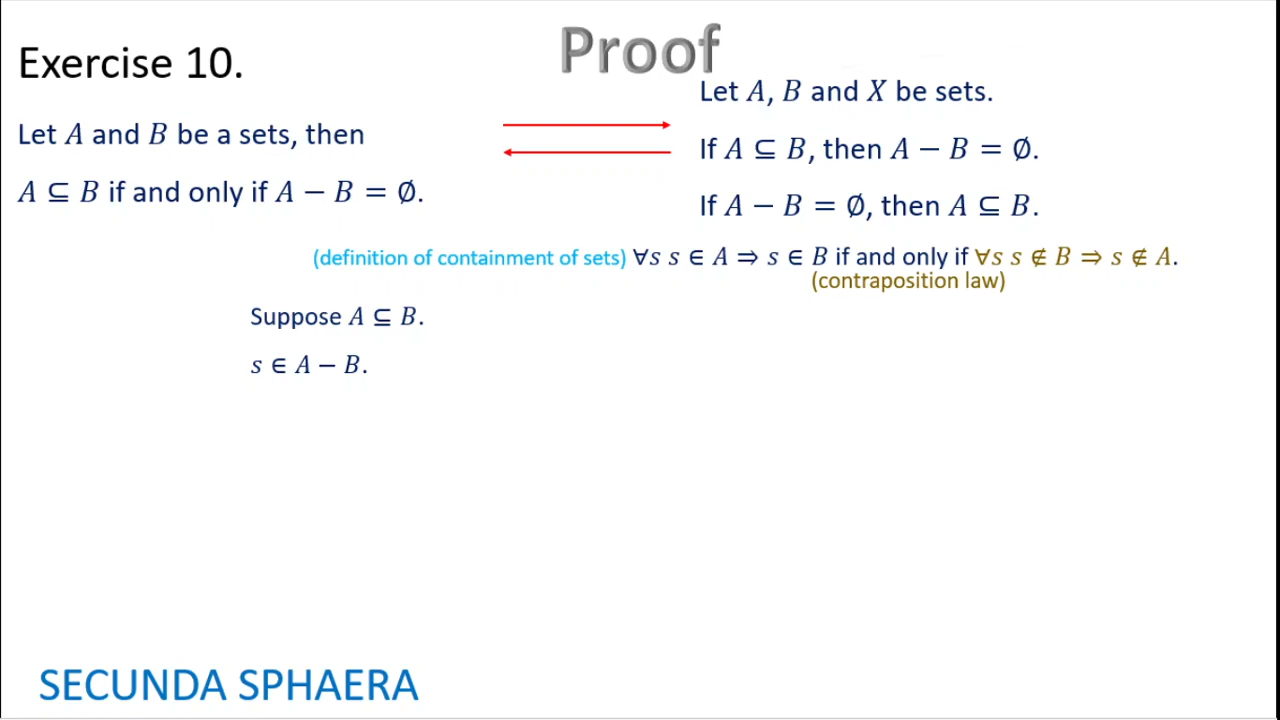 Proof
Exercise 10.
Let A and B be a sets, then
A ⊆ B if and only if A − B = ∅.
Let A, B and X be sets.
If A ⊆ B, then A − B = ∅.
If A − B = ∅, then A ⊆ B.
(definition of containment of sets) ∀s s ∈ A ⇒ s ∈ B if and only if ∀s s ∉ B ⇒ s ∉ A.
(contraposition law)
Suppose A ⊆ B.
s ∈ A − B.
SECUNDA SPHAERA